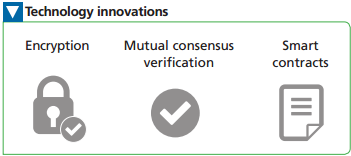 Technology innovations
Encryption
Mutual consensus
verification
Smart
contracts